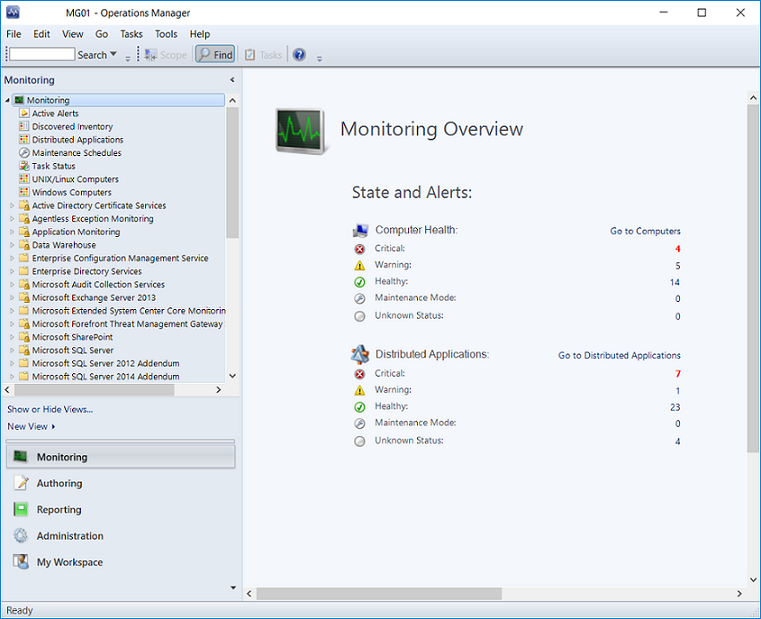 MG01 - Operations Manager
File Edit View Go Tasks Tools Help
Search Scope Find Tasks
Monitoring
Monitoring
Active Alerts
Discovered Inventory
Distributed Applications
Maintenance Schedules
Task Status
UNIX/Linux Computers
Windows Computers
Active Directory Certificate Services
Agentless Exception Monitoring
Application Monitoring
Data Warehouse
Enterprise Configuration Management Service
Enterprise Directory Services
Microsoft Audit Collection Services
Microsoft Exchange Server 2013
Microsoft Extended System Center Core Monitorin
Microsoft Forefront Threat Management Gateway
Microsoft SharePoint
Microsoft SQL Server
Microsoft SQL Server 2012 Addendum
Microsoft SQL Server 2014 Addendum
Show or Hide Views...
New View
Monitoring
Authoring
Reporting
Administration
My Workspace
Monitoring Overview
State and Alerts:
Computer Health: Go to Computers
Critical: 4
Warning: 5
Healthy: 14
Maintenance Mode: 0
Unknown Status: 0
Distributed Applications: Go to Distributed Applications
Critical: 7
Warning: 1
Healthy: 23
Maintenance Mode: 0
Unknown Status: 4
Ready